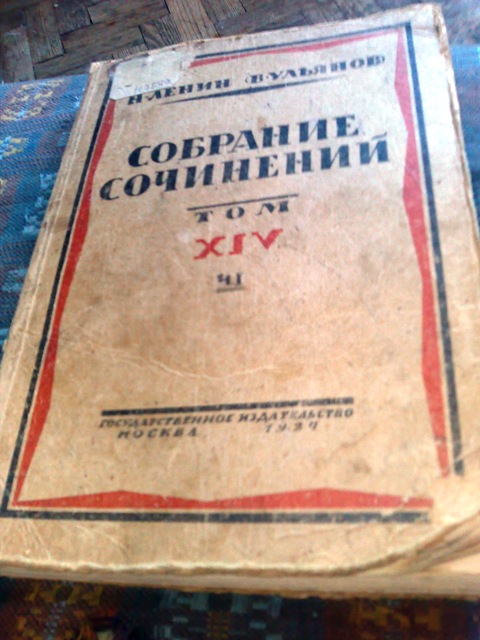 Н.ЛЕНИН В.УЛЬЯНОВ
СОБРАНИЕ
СОЧИНЕНИЙ
ТОМ
XIV
ч I
ГОСУДАРСТВЕННОЕ ИЗДАТЕЛЬСТВО
МОСКВА 1924